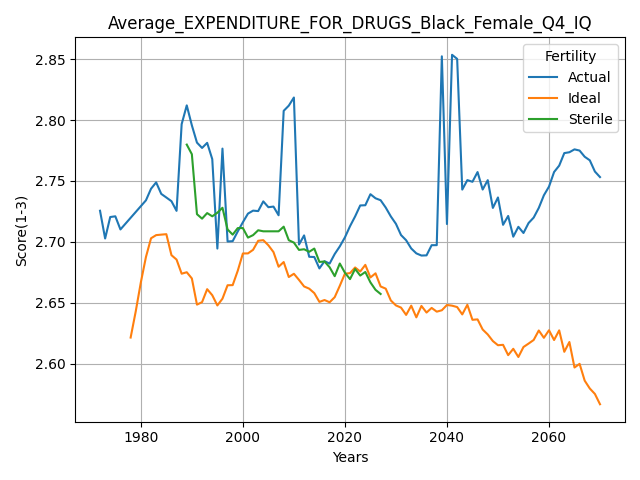 Average_EXPENDITURE_FOR_DRUGS_Black_Female_Q4_IQ
Fertility
Actual
Ideal
Sterile
Score(1-3)
2.85
2.80
2.75
2.70
2.65
2.60
1980 2000 2020 2040 2060
Years